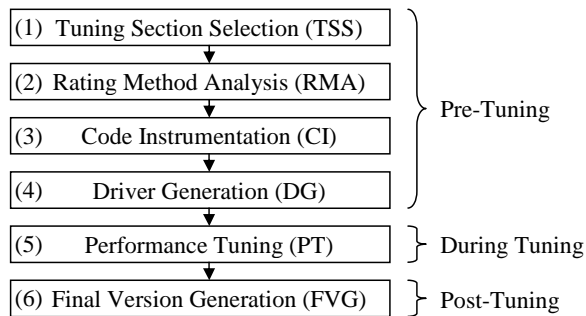 (1) Tuning Section Selection (TSS)
(2) Rating Method Analysis (RMA)
Pre-Tuning
(3) Code Instrumentation (CI)
(4) Driver Generation (DG)
(5) Performance Tuning (PT)
During Tuning
(6) Final Version Generation (FVG)
Post-Tuning